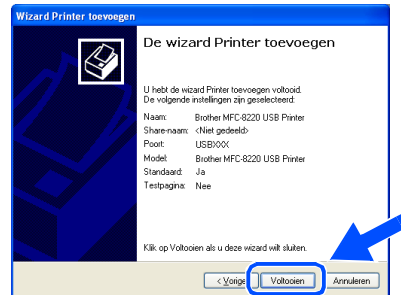 Wizard Printer toevoegen
De wizard Printer toevoegen
U hebt de wizard Printer toevoegen voltooid.
De volgende instellingen zijn geselecteerd:
Naam: Brother MFC-8220 USB Printer
Share-naam: <Niet gedeeld>
Poort: USBXXX
Model: Brother MFC-8220 USB Printer
Standaard: Ja
Testpagina: Nee
Klik op Voltooien als u deze wizard wilt sluiten.
< Vorige Voltooien Annuleren